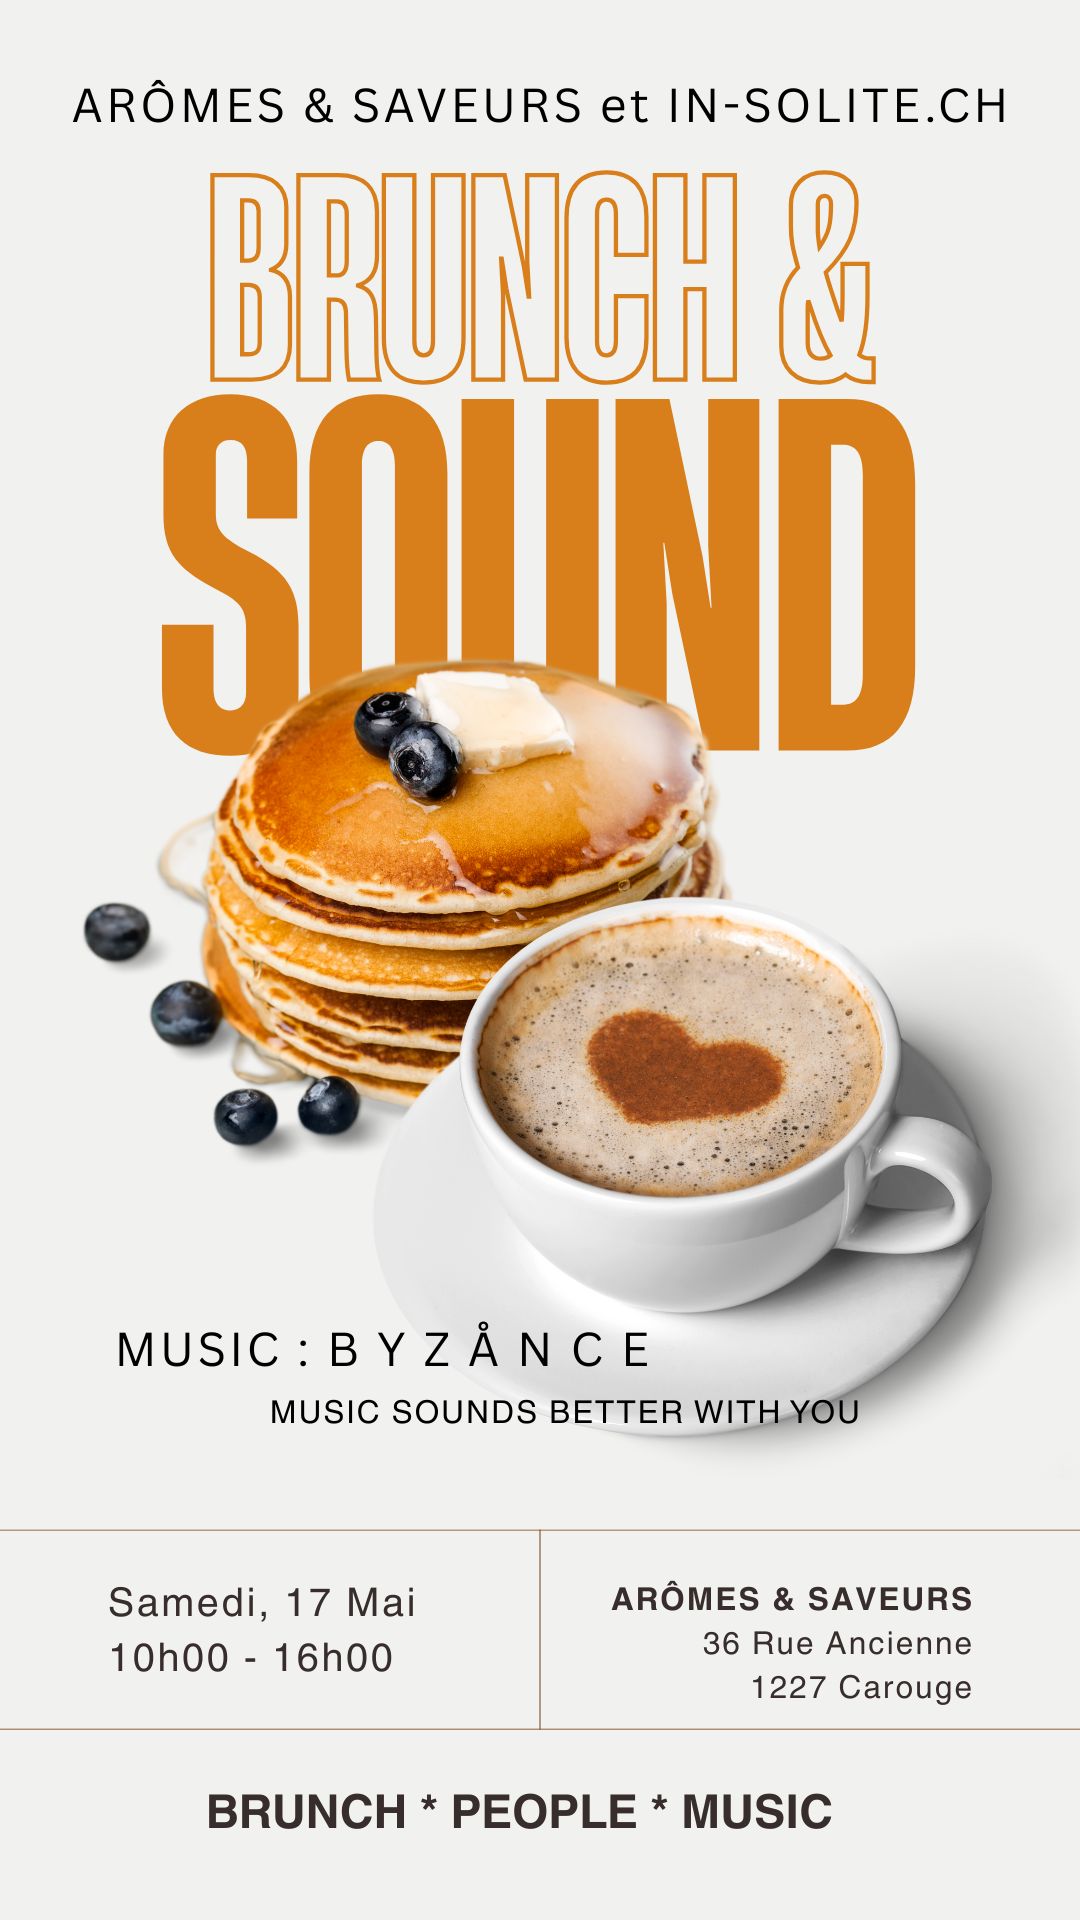 ARÔMES & SAVEURS et IN-SOLITE.CH
BRUNCH &
SOUND
MUSIC : B Y Z Å N C E
MUSIC SOUNDS BETTER WITH YOU
Samedi, 17 Mai
10h00 - 16h00
ARÔMES & SAVEURS
36 Rue Ancienne
1227 Carouge
BRUNCH * PEOPLE * MUSIC